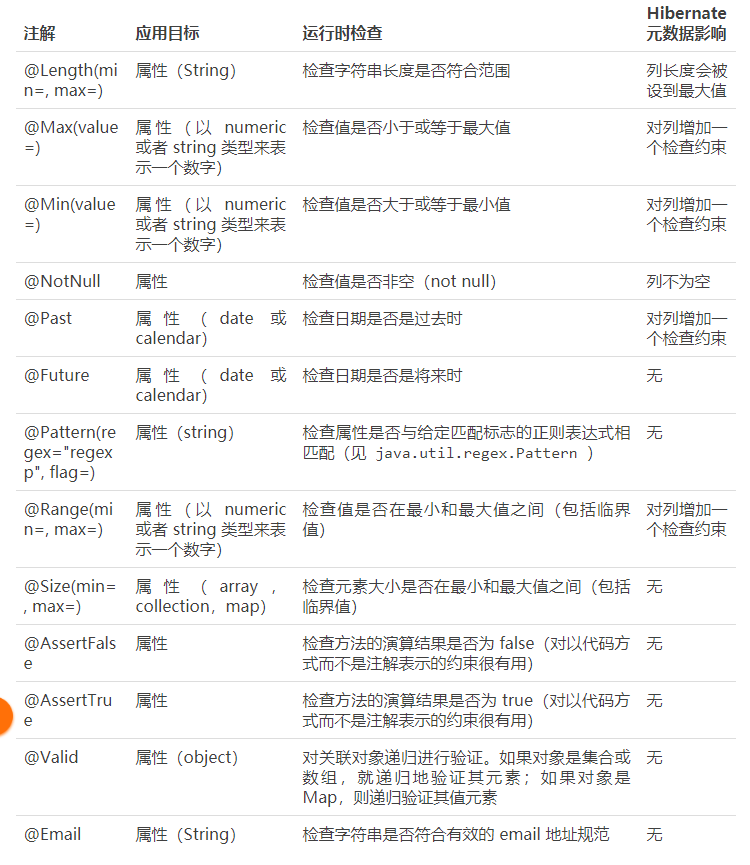 注解 应用目标 运行时检查 Hibernate
元数据影响
@Length(mi 属性（String） 检查字符串长度是否符合范围 列长度会被
n=, max=) 设到最大值
@Max(value 属性（以 numeric 检查值是否小于或等于最大值 对列增加一
=) 或者 string 类型来表 个检查约束
示一个数字）
@Min(value 属性（以 numeric 检查值是否大于或等于最小值 对列增加一
=) 或者 string 类型来表 个检查约束
示一个数字）
@NotNull 属性 检查值是否非空（not null） 列不为空
@Past 属性（date 或 检查日期是否是过去时 对列增加一
calendar) 个检查约束
@Future 属性（date 或 检查日期是否是将来时 无
calendar)
@Pattern(re 属性（string） 检查属性是否与给定匹配标志的正则表达式相 无
gex="regex 匹配（见 java.util.regex.Pattern ）
p", flag=)
@Range(mi 属性（以 numeric 检查值是否在最小和最大值之间（包括临界 对列增加一
n=, max=) 或者 string 类型来表 值） 个检查约束
示一个数字）
@Size(min= 属性（array， 检查元素大小是否在最小和最大值之间（包括 无
, max=) collection，map） 临界值）
@AssertFals 属性 检查方法的演算结果是否为 false（对以代码方 无
e 式而不是注解表示的约束很有用）
@AssertTru 属性 检查方法的演算结果是否为 true（对以代码方 无
e 式而不是注解表示的约束很有用）
@Valid 属性（object） 对关联对象递归进行验证。如果对象是集合或 无
数组，就递归地验证其元素；如果对象是
Map，则递归验证其值元素
@Email 属性（String） 检查字符串是否符合有效的 email 地址规范 无